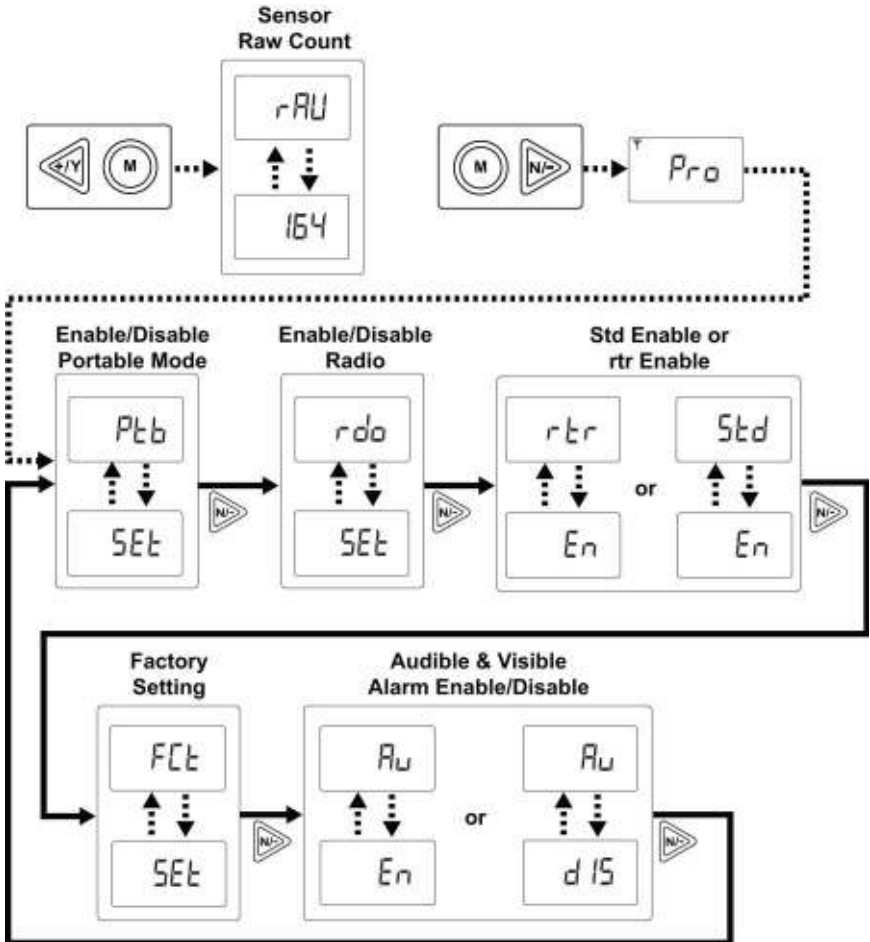 Sensor
Raw Count
rAU
+/Y M
M N/-
Pro
164
Enable/Disable
Portable Mode
Enable/Disable
Radio
Std Enable or
rtr Enable
Ptb
rdo
rtr
Std
or
SEt
N/-
SEt
N/-
En
En
N/-
Factory
Setting
Audible & Visible
Alarm Enable/Disable
FCt
Au
Au
or
SEt
N/-
En
dIS
N/-